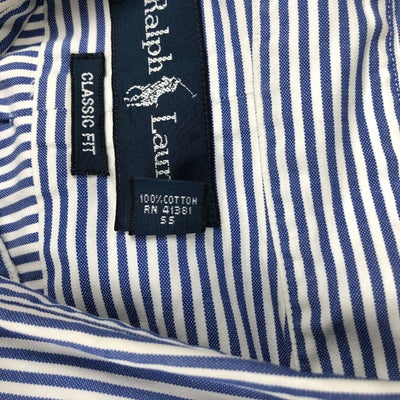 Ralph Laur
CLASSIC FIT
100% COTTON
RN 41381
SS